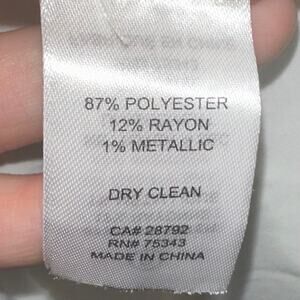 87% POLYESTER
12% RAYON
1% METALLIC
DRY CLEAN
CA# 28792
RN# 75343
MADE IN CHINA